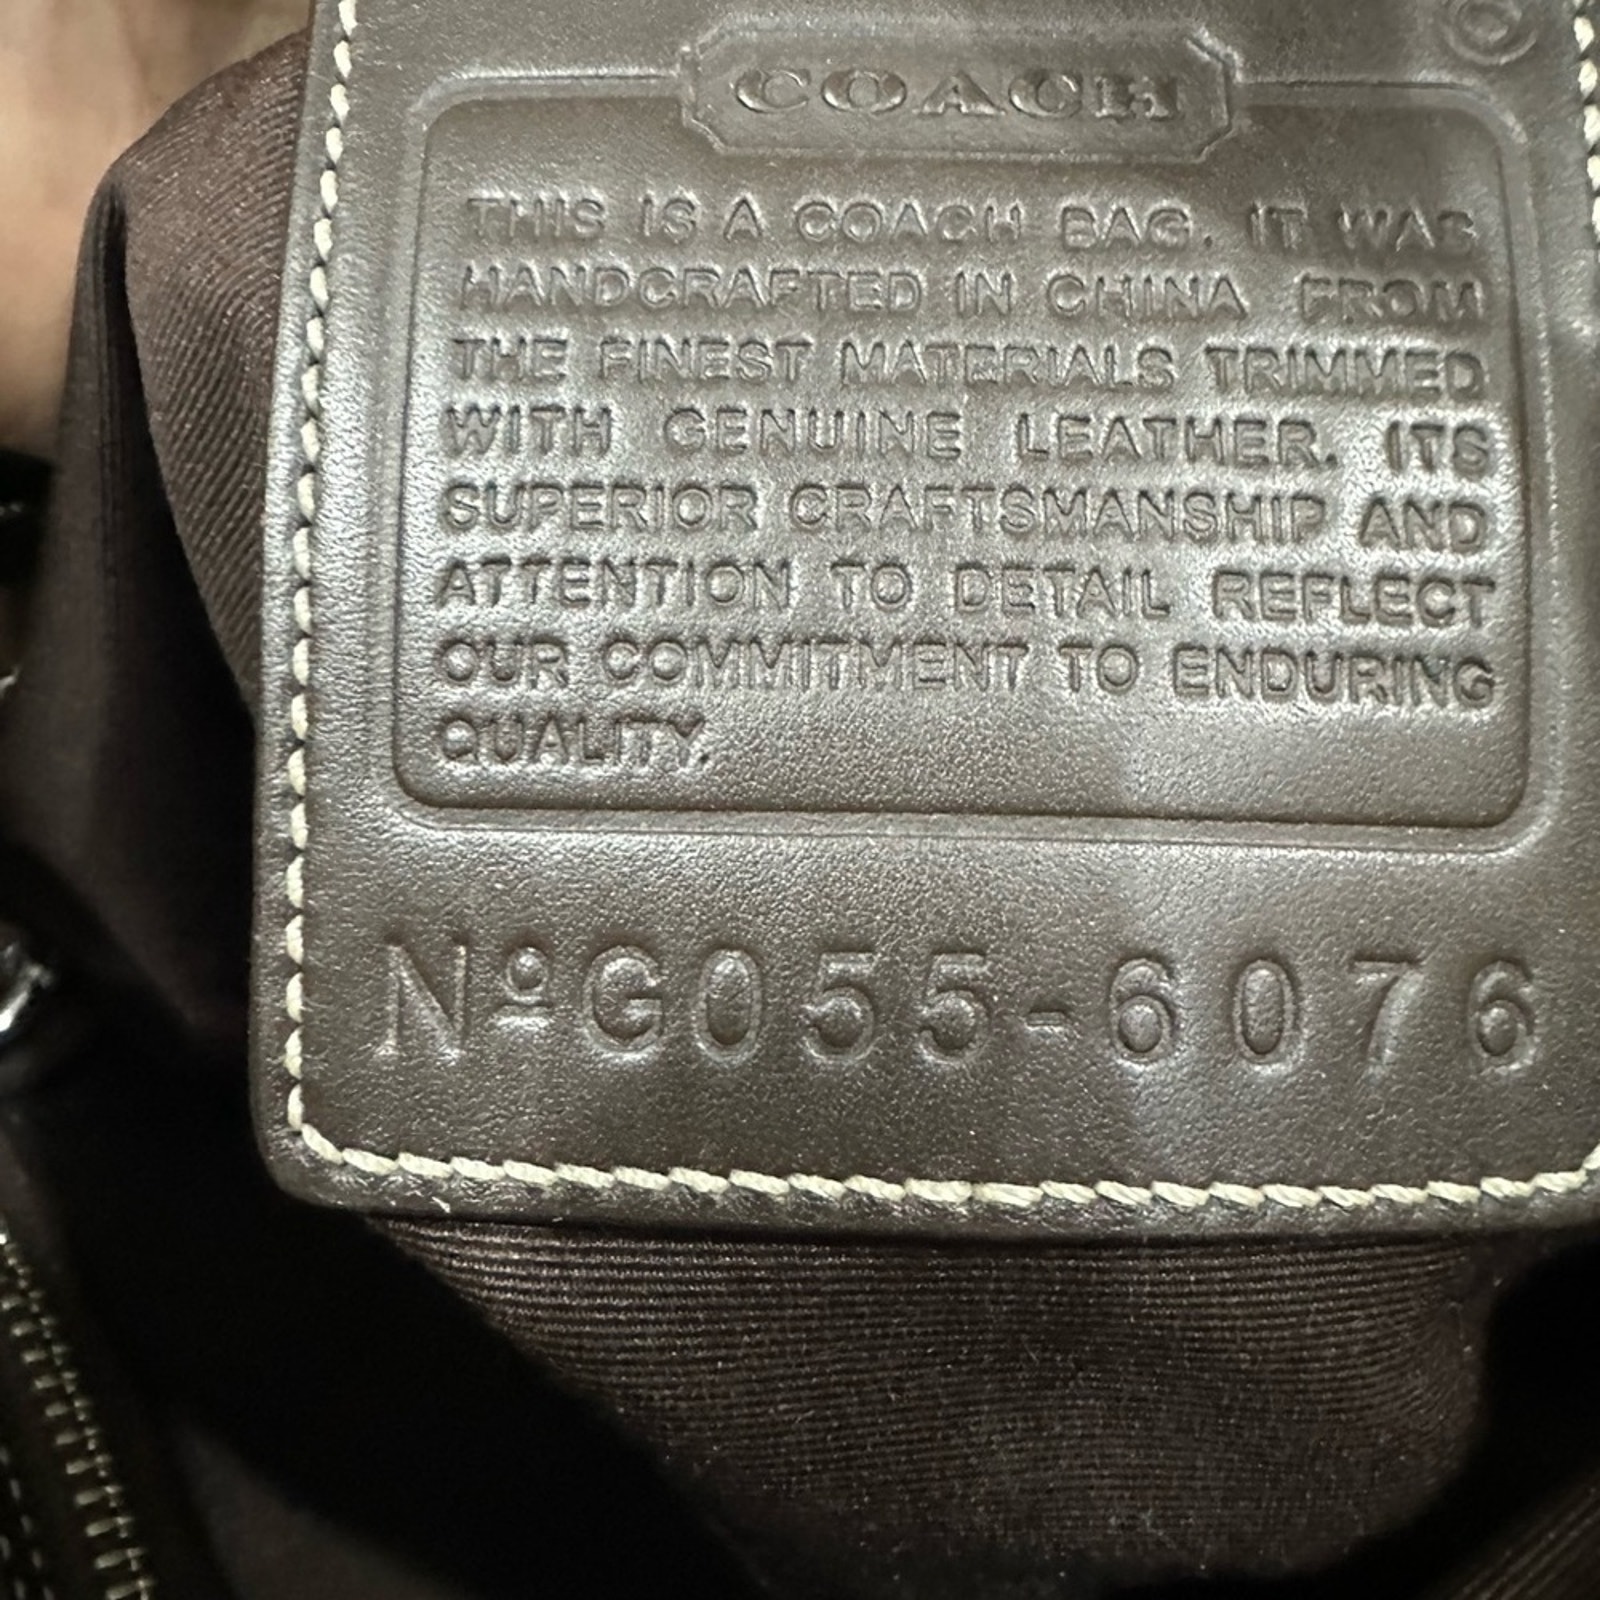 COACH
THIS IS A COACH BAG. IT WAS
HANDCRAFTED IN CHINA FROM
THE FINEST MATERIALS TRIMMED
WITH GENUINE LEATHER. ITS
SUPERIOR CRAFTSMANSHIP AND
ATTENTION TO DETAIL REFLECT
OUR COMMITMENT TO ENDURING
QUALITY.
NºG055-6076